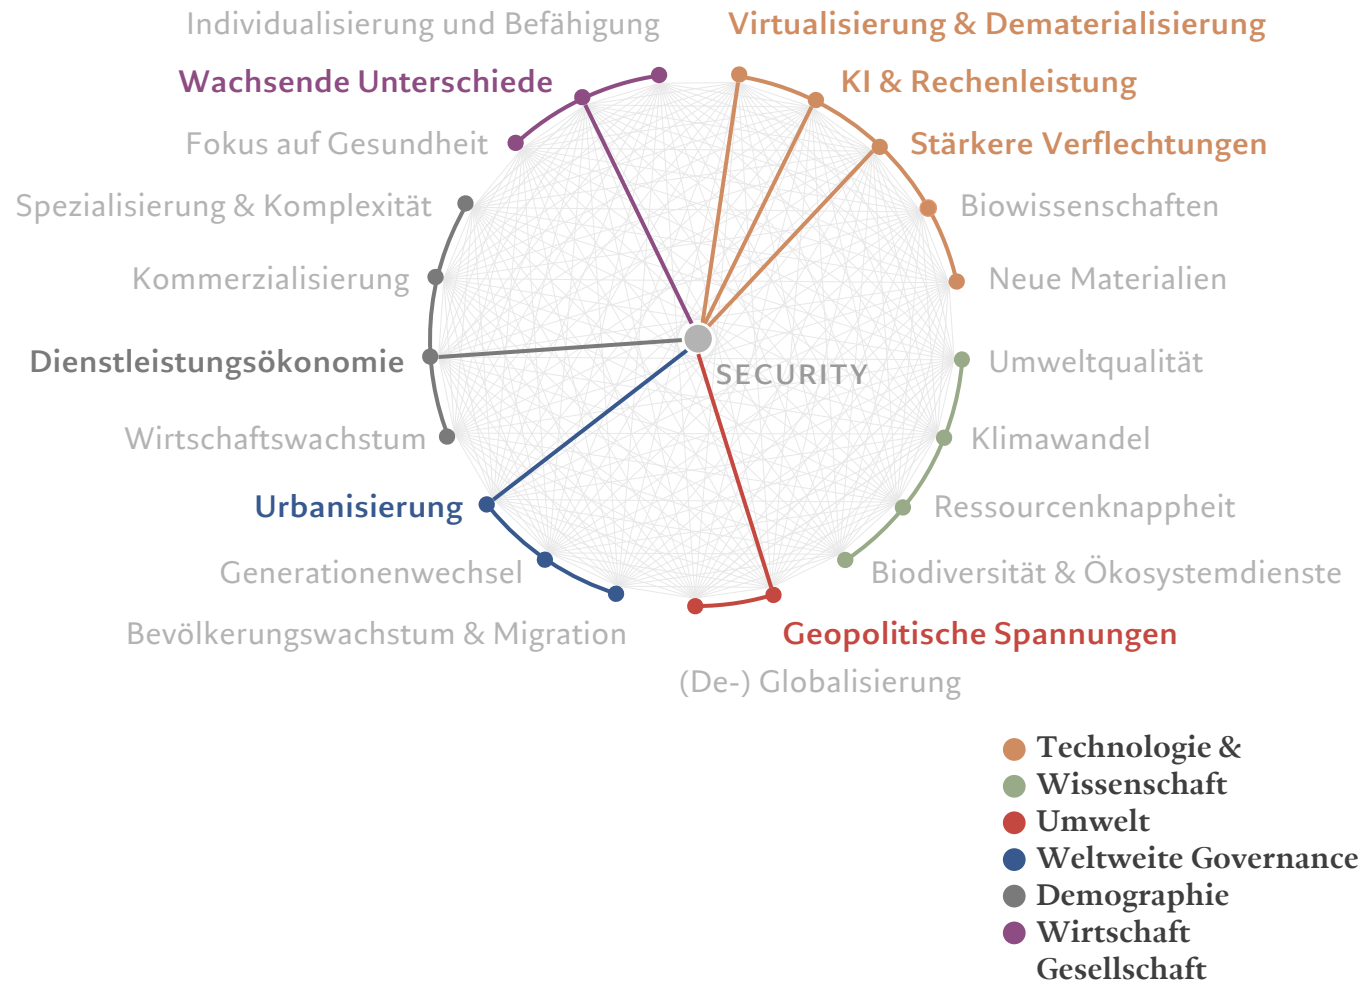 Individualisierung und Befähigung
Virtualisierung & Dematerialisierung
Wachsende Unterschiede
KI & Rechenleistung
Fokus auf Gesundheit
Stärkere Verflechtungen
Spezialisierung & Komplexität
Biowissenschaften
Kommerzialisierung
Neue Materialien
Dienstleistungsökonomie
SECURITY
Umweltqualität
Wirtschaftswachstum
Klimawandel
Urbanisierung
Ressourcenknappheit
Generationenwechsel
Biodiversität & Ökosystemdienste
Bevölkerungswachstum & Migration
Geopolitische Spannungen
(De-) Globalisierung
Technologie &
Wissenschaft
Umwelt
Weltweite Governance
Demographie
Wirtschaft
Gesellschaft